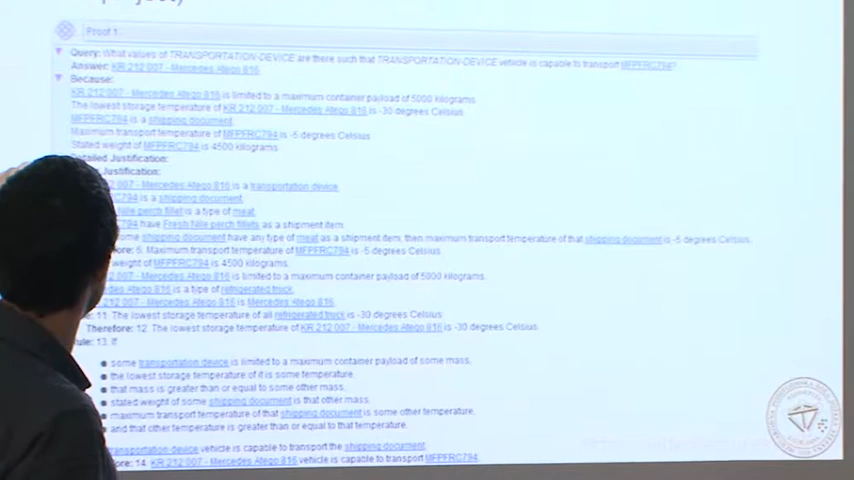 Proof 1
Query: What values of TRANSPORTATION-DEVICE are there such that TRANSPORTATION-DEVICE vehicle is capable to transport MFPFRC794?
Answer: KR 212 007 - Mercedes Atego 816
Because:
KR 212 007 - Mercedes Atego 816 is limited to a maximum container payload of 5000 kilograms.
The lowest storage temperature of KR 212 007 - Mercedes Atego 816 is -30 degrees Celsius.
MFPFRC794 is a shipping document.
Maximum transport temperature of MFPFRC794 is -5 degrees Celsius.
Stated weight of MFPFRC794 is 4500 kilograms.
Detailed Justification:
Justification:
007 - Mercedes Atego 816 is a transportation device.
C794 is a shipping document.
Nile perch fillet is a type of meat.
C794 have Fresh Nile perch fillets as a shipment item.
some shipping document have any type of meat as a shipment item, then maximum transport temperature of that shipping document is -5 degrees Celsius.
6. Maximum transport temperature of MFPFRC794 is -5 degrees Celsius.
weight of MFPFRC794 is 4500 kilograms.
212 007 - Mercedes Atego 816 is limited to a maximum container payload of 5000 kilograms.
Atego 816 is a type of refrigerated truck.
212 007 - Mercedes Atego 816 is Mercedes Atego 816.
11. The lowest storage temperature of all refrigerated truck is -30 degrees Celsius.
Therefore: 12. The lowest storage temperature of KR 212 007 - Mercedes Atego 816 is -30 degrees Celsius.
13. If
● some transportation device is limited to a maximum container payload of some mass,
● the lowest storage temperature of it is some temperature,
● that mass is greater than or equal to some other mass,
● stated weight of some shipping document is that other mass,
● maximum transport temperature of that shipping document is some other temperature,
● and that other temperature is greater than or equal to that temperature,
transportation device vehicle is capable to transport the shipping document.
14. KR 212 007 - Mercedes Atego 816 vehicle is capable to transport MFPFRC794.